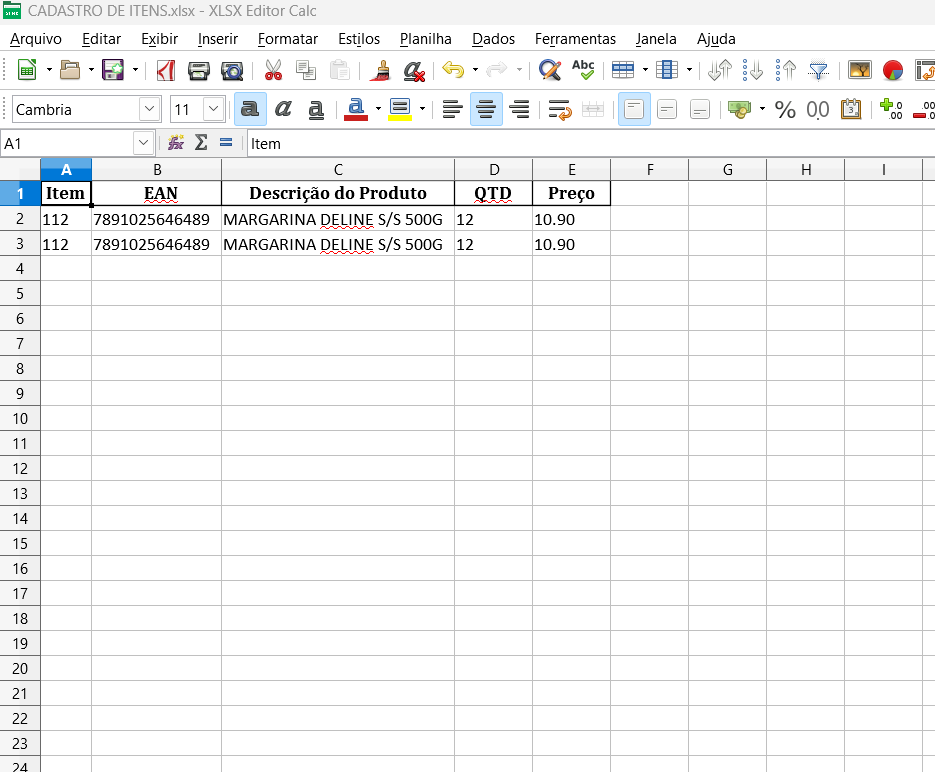 CADASTRO DE ITENS.xlsx - XLSX Editor Calc
Arquivo Editar Exibir Inserir Formatar Estilos Planilha Dados Ferramentas Janela Ajuda
Abc
Cambria 11 a a a a % 00
A1 fx Σ = Item
A B C D E F G H I
1 Item EAN Descrição do Produto QTD Preço
2 112 7891025646489 MARGARINA DELINE S/S 500G 12 10.90
3 112 7891025646489 MARGARINA DELINE S/S 500G 12 10.90
4
5
6
7
8
9
10
11
12
13
14
15
16
17
18
19
20
21
22
23
24